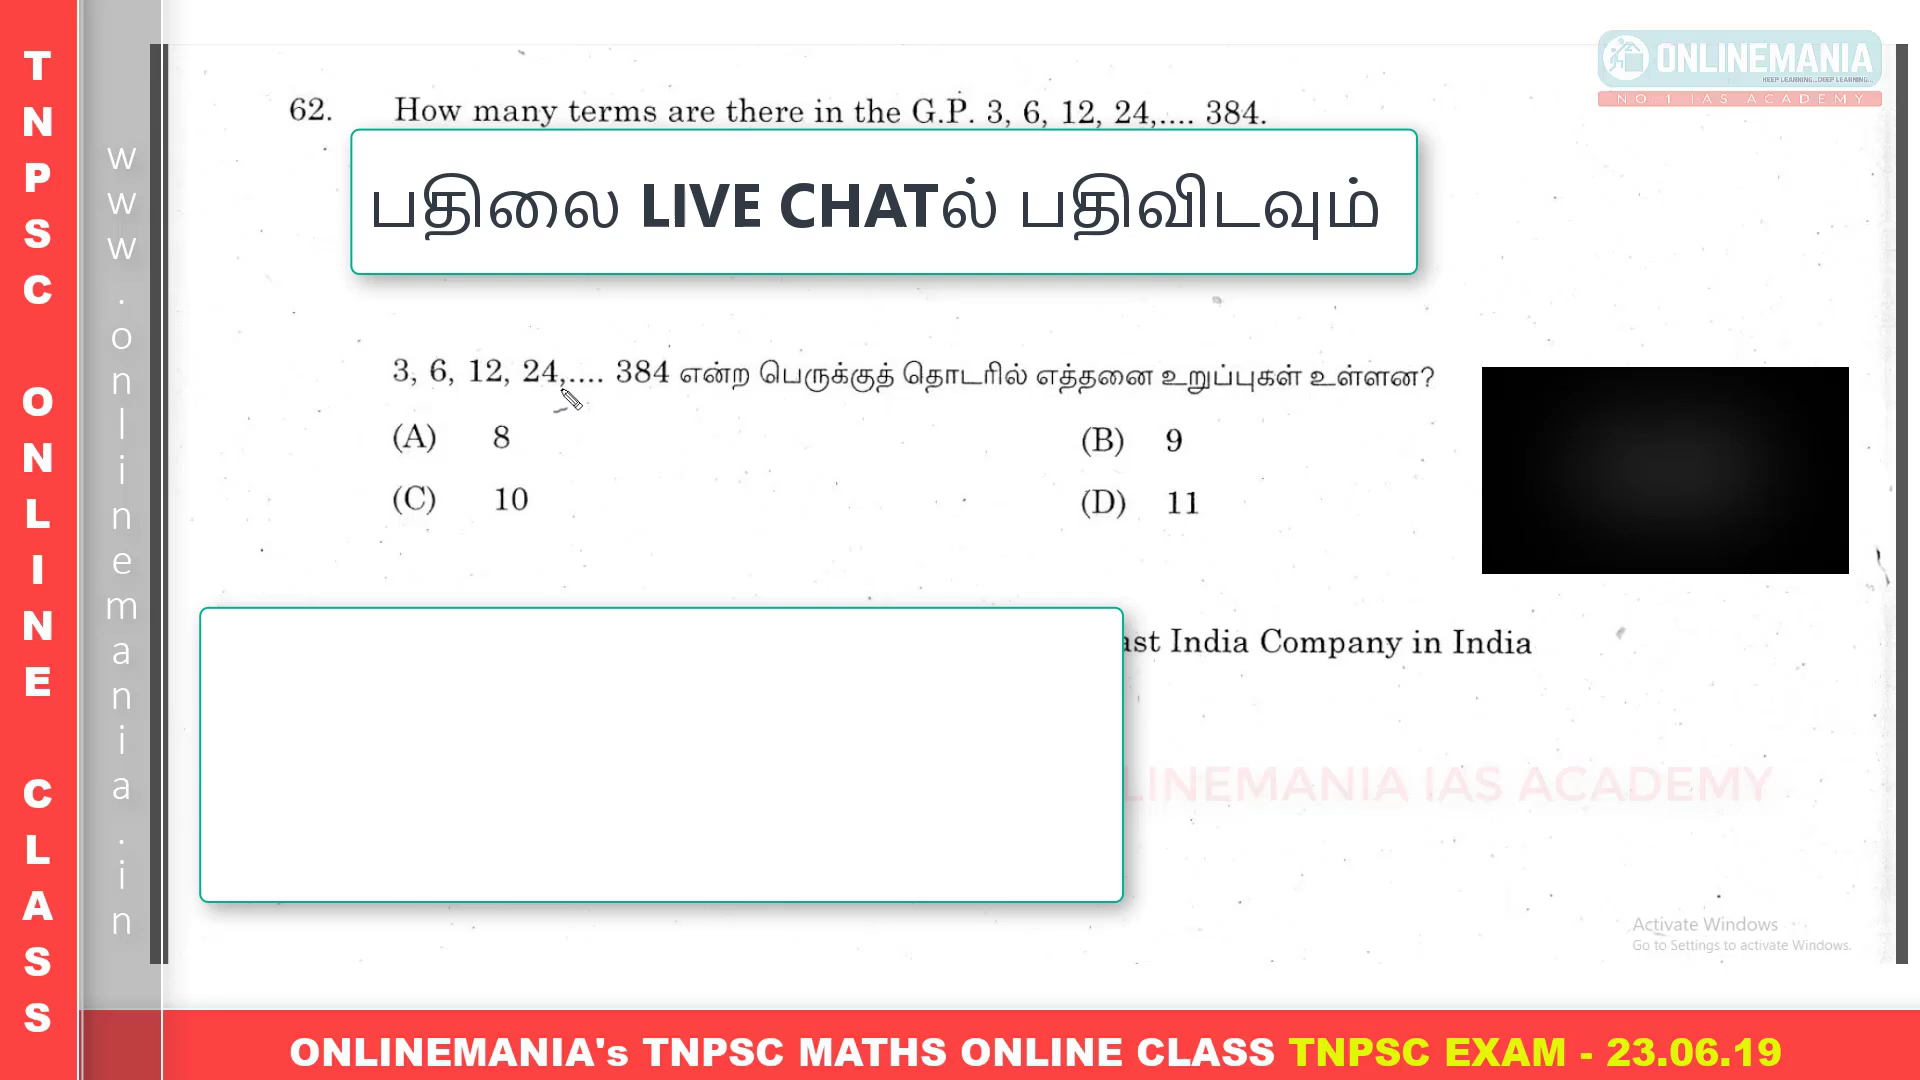 TNPSC ONLINE CLASS
www.onlinemania.in
ONLINEMANIA
KEEP LEARNING...DEEP LEARNING...
NO.1 IAS ACADEMY
62. How many terms are there in the G.P. 3, 6, 12, 24,.... 384.
பதிலை LIVE CHATல் பதிவிடவும்
3, 6, 12, 24,.... 384 என்ற பெருக்குத் தொடரில் எத்தனை உறுப்புகள் உள்ளன?
(A) 8 (B) 9
(C) 10 (D) 11
ast India Company in India
LINEMANIA IAS ACADEMY
Activate Windows
Go to Settings to activate Windows.
ONLINEMANIA's TNPSC MATHS ONLINE CLASS TNPSC EXAM - 23.06.19